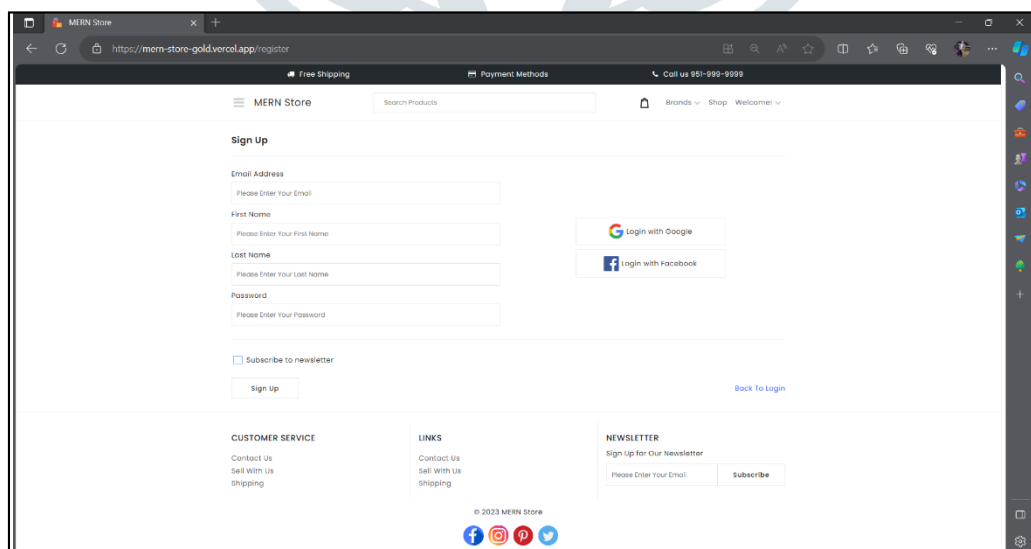 MERN Store
https://mern-store-gold.vercel.app/register
Free Shipping Payment Methods Call us 951-999-9999
MERN Store Search Products Brands Shop Welcome!
Sign Up
Email Address
Please Enter Your Email
First Name
Please Enter Your First Name
Login with Google
Last Name
Login with Facebook
Please Enter Your Last Name
Password
Please Enter Your Password
Subscribe to newsletter
Sign Up Back To Login
CUSTOMER SERVICE LINKS NEWSLETTER
Contact Us Contact Us Sign Up for Our Newsletter
Sell With Us Sell With Us Please Enter Your Email Subscribe
Shipping Shipping
© 2023 MERN Store